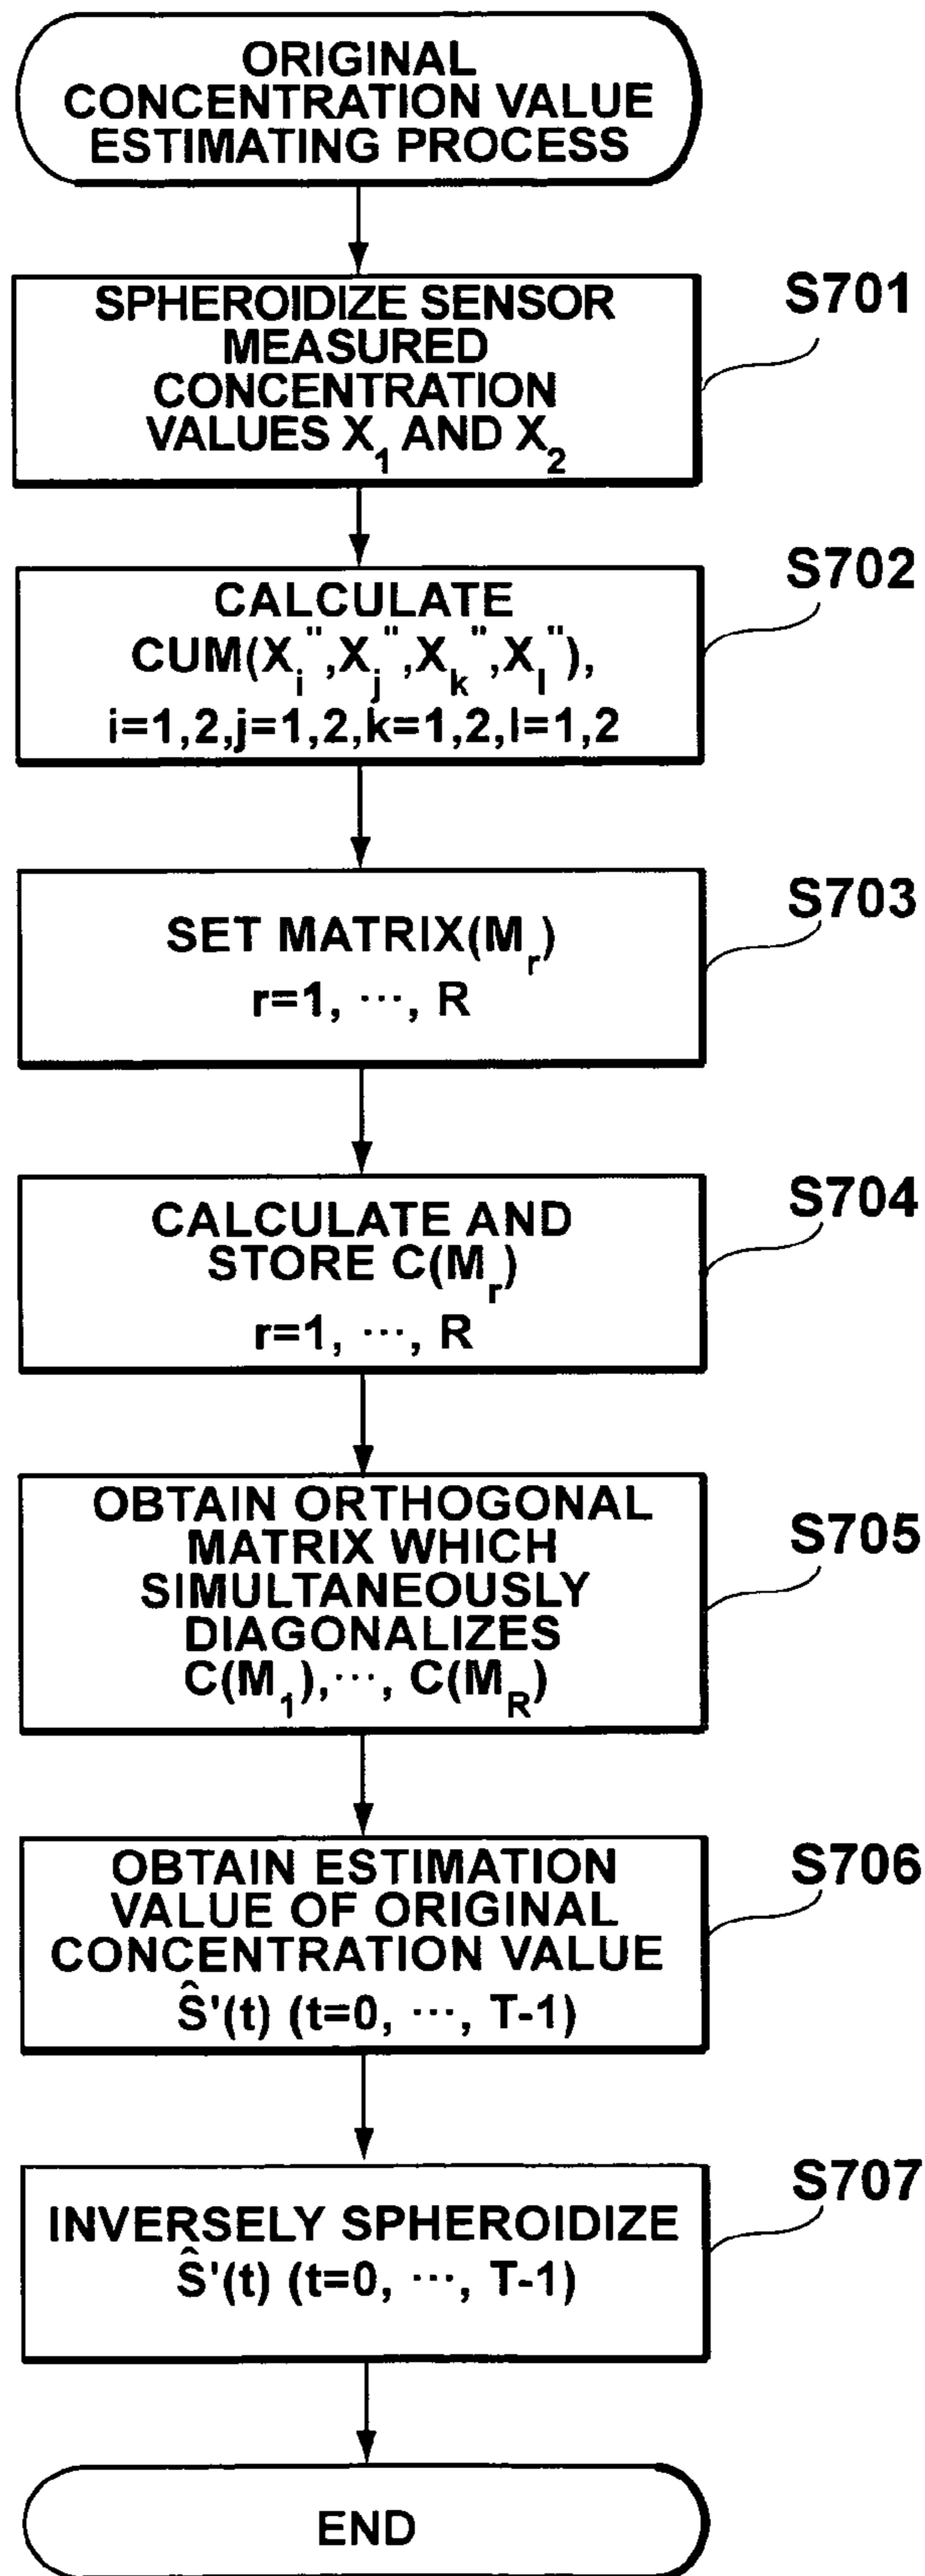 ORIGINAL
CONCENTRATION VALUE
ESTIMATING PROCESS
SPHEROIDIZE SENSOR
MEASURED
CONCENTRATION
VALUES X₁ AND X₂
S701
CALCULATE
CUM(Xᵢ",Xⱼ",Xₖ",Xₗ"),
i=1,2,j=1,2,k=1,2,l=1,2
S702
SET MATRIX(Mᵣ)
r=1, ⋯, R
S703
CALCULATE AND
STORE C(Mᵣ)
r=1, ⋯, R
S704
OBTAIN ORTHOGONAL
MATRIX WHICH
SIMULTANEOUSLY
DIAGONALIZES
C(M₁),⋯, C(M_R)
S705
OBTAIN ESTIMATION
VALUE OF ORIGINAL
CONCENTRATION VALUE
Ŝ'(t) (t=0, ⋯, T-1)
S706
INVERSELY SPHEROIDIZE
Ŝ'(t) (t=0, ⋯, T-1)
S707
END